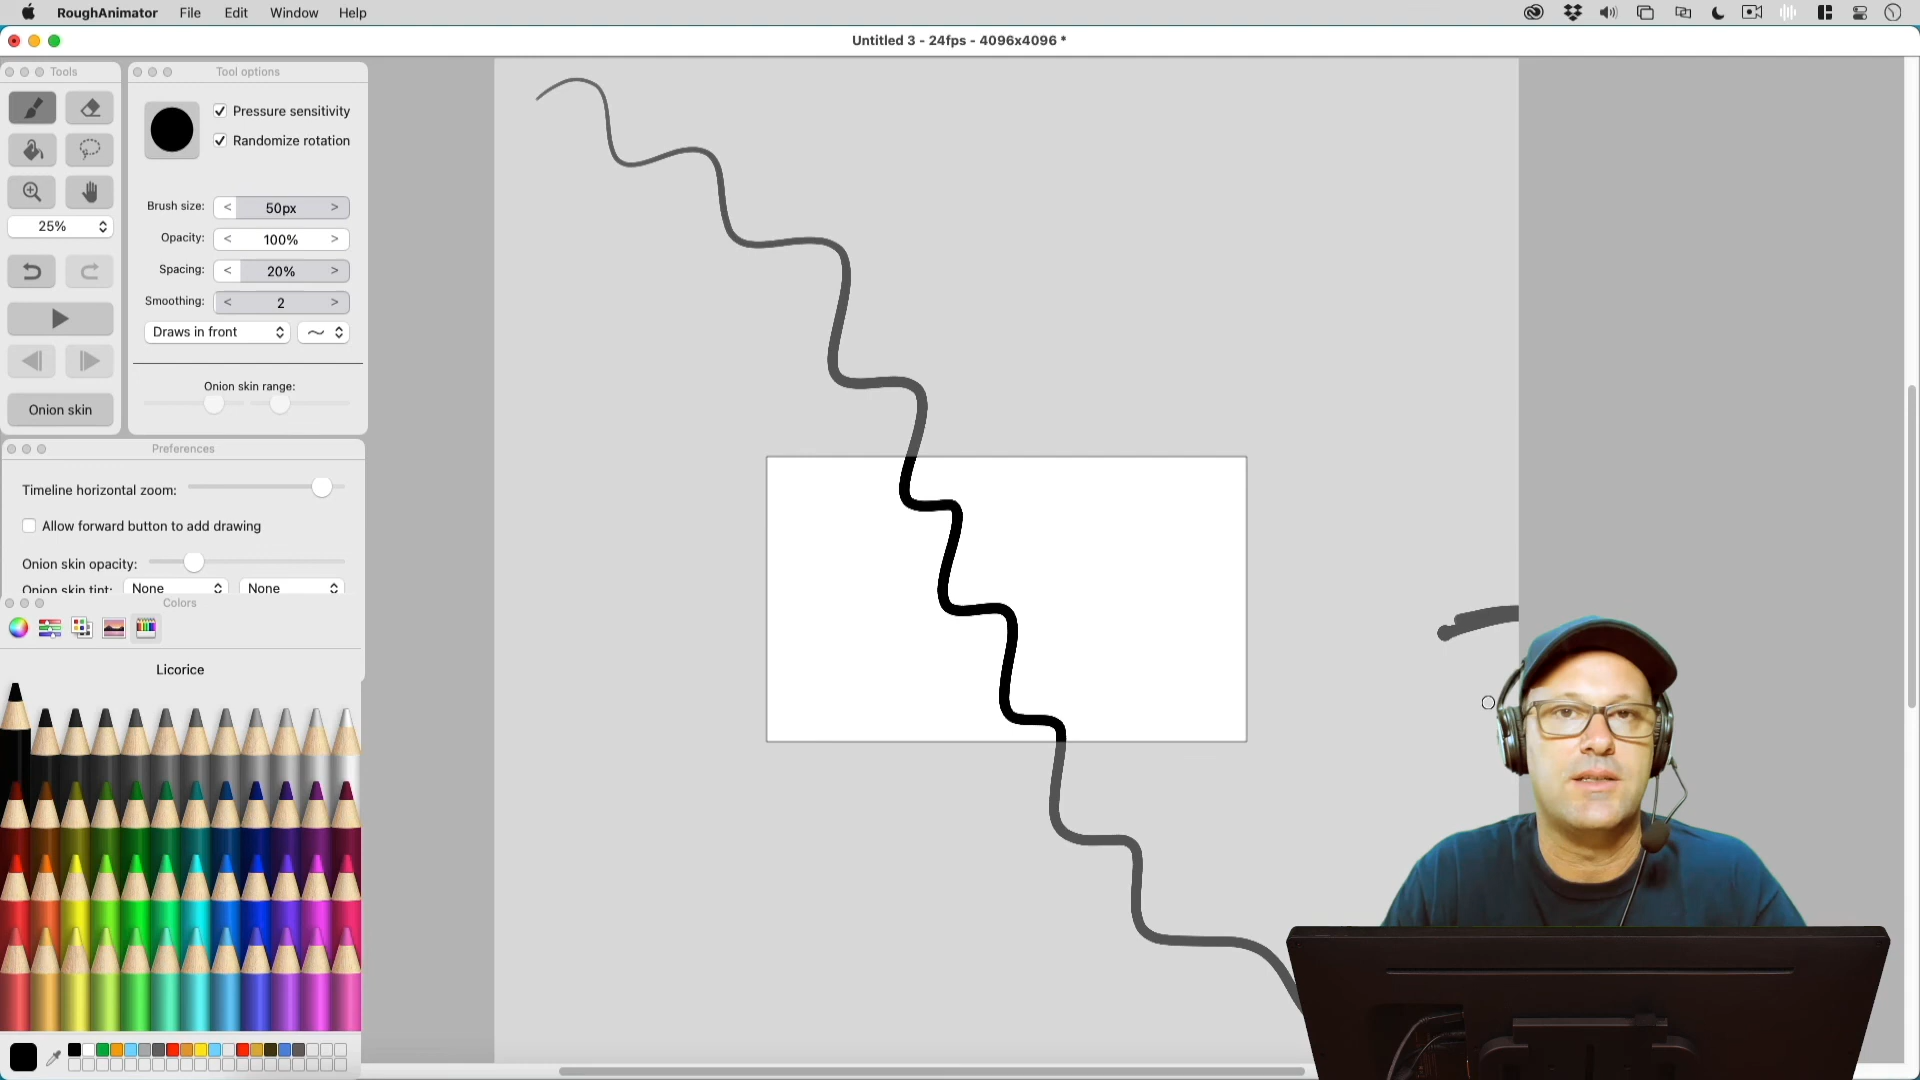 RoughAnimator File Edit Window Help
Untitled 3 - 24fps - 4096x4096 *
Tools
Tool options
Pressure sensitivity
Randomize rotation
Brush size: < 50px >
25%
Opacity: < 100% >
Spacing: < 20% >
Smoothing: < 2 >
Draws in front
Onion skin range:
Onion skin
Preferences
Timeline horizontal zoom:
Allow forward button to add drawing
Onion skin opacity:
Onion skin tint: None None
Colors
Licorice